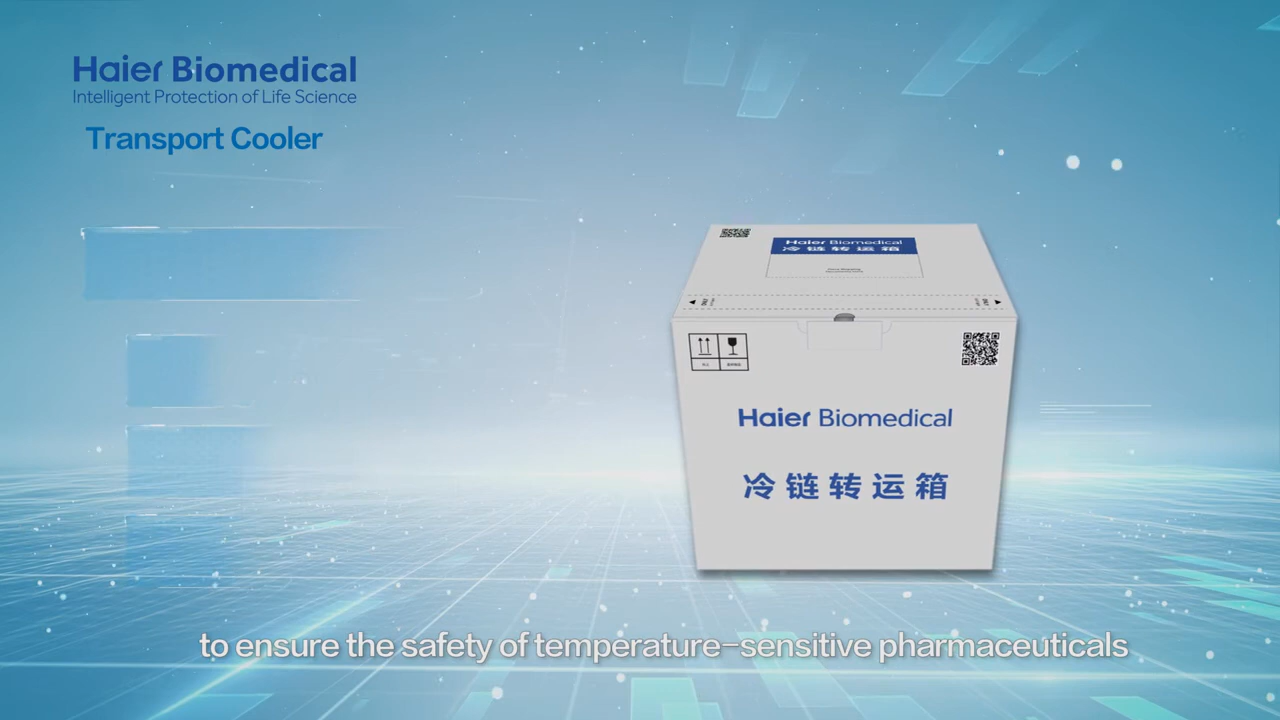 Haier Biomedical
Intelligent Protection of Life Science
Transport Cooler
Haier Biomedical
冷链转运箱
Haier Biomedical
冷链转运箱
to ensure the safety of temperature-sensitive pharmaceuticals